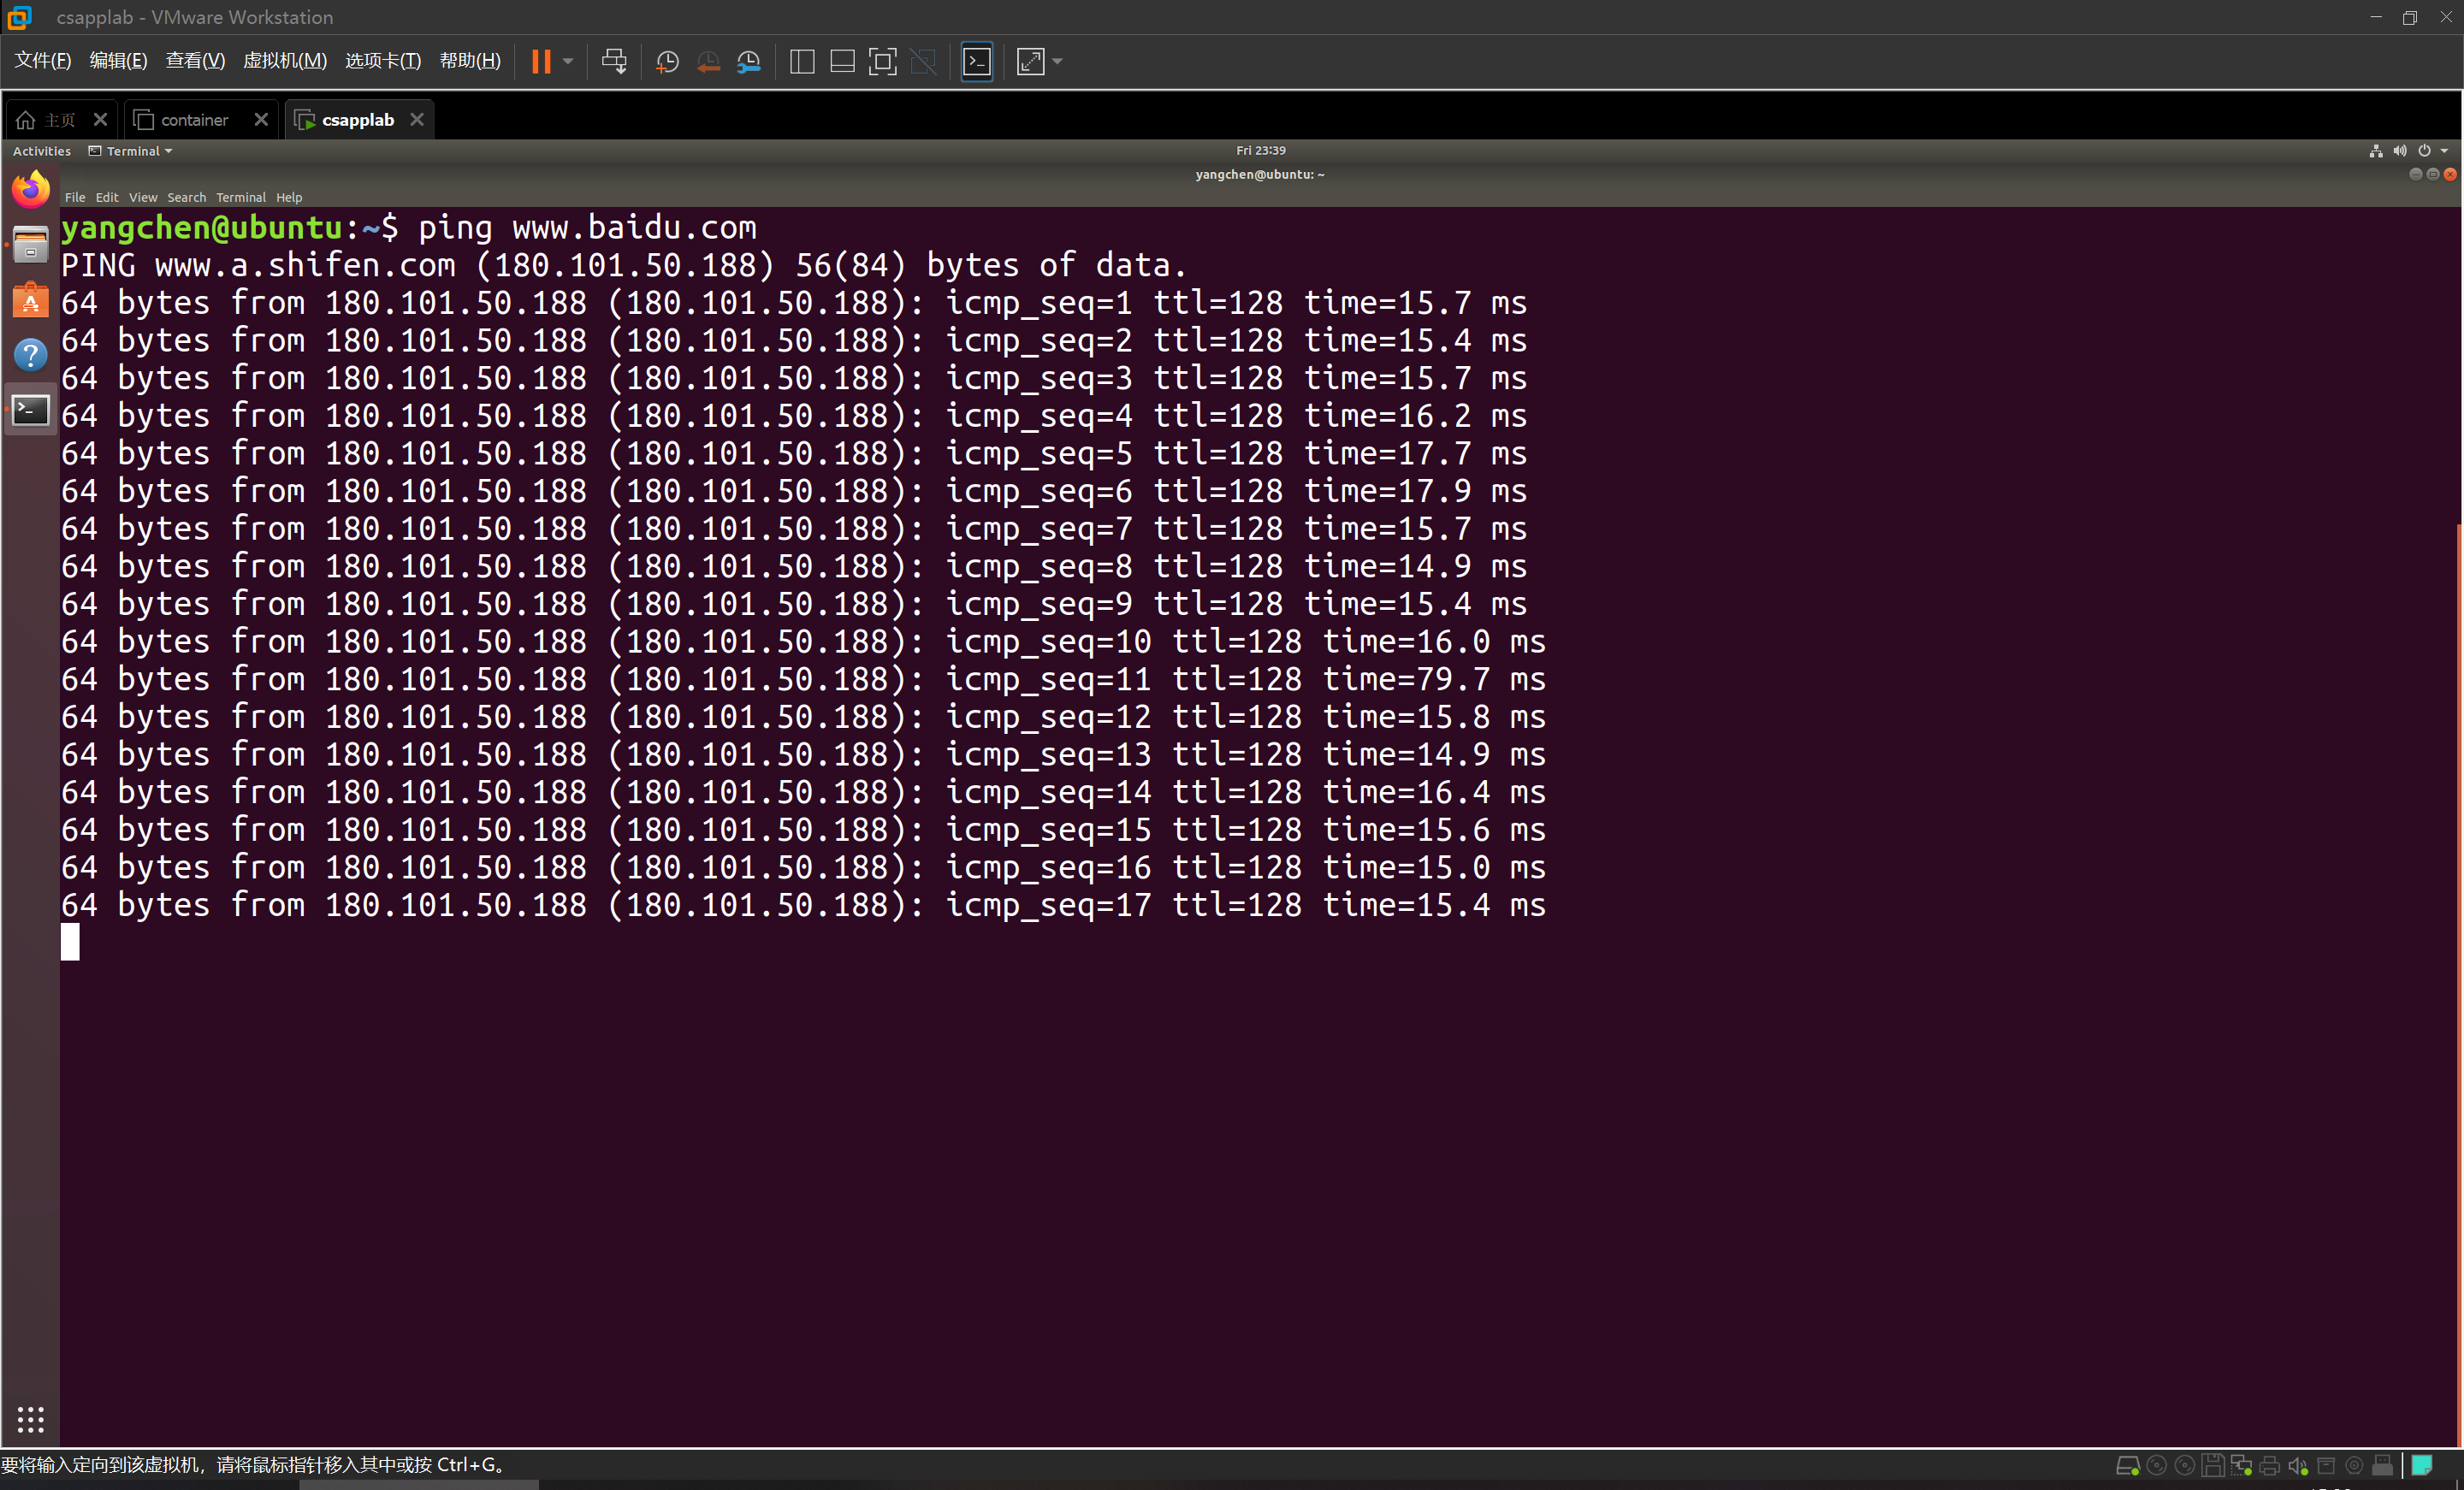 csapplab - VMware Workstation
文件(F) 编辑(E) 查看(V) 虚拟机(M) 选项卡(T) 帮助(H)
主页 container csapplab
Activities Terminal Fri 23:39
yangchen@ubuntu: ~
File Edit View Search Terminal Help
yangchen@ubuntu:~$ ping www.baidu.com
PING www.a.shifen.com (180.101.50.188) 56(84) bytes of data.
64 bytes from 180.101.50.188 (180.101.50.188): icmp_seq=1 ttl=128 time=15.7 ms
64 bytes from 180.101.50.188 (180.101.50.188): icmp_seq=2 ttl=128 time=15.4 ms
64 bytes from 180.101.50.188 (180.101.50.188): icmp_seq=3 ttl=128 time=15.7 ms
64 bytes from 180.101.50.188 (180.101.50.188): icmp_seq=4 ttl=128 time=16.2 ms
64 bytes from 180.101.50.188 (180.101.50.188): icmp_seq=5 ttl=128 time=17.7 ms
64 bytes from 180.101.50.188 (180.101.50.188): icmp_seq=6 ttl=128 time=17.9 ms
64 bytes from 180.101.50.188 (180.101.50.188): icmp_seq=7 ttl=128 time=15.7 ms
64 bytes from 180.101.50.188 (180.101.50.188): icmp_seq=8 ttl=128 time=14.9 ms
64 bytes from 180.101.50.188 (180.101.50.188): icmp_seq=9 ttl=128 time=15.4 ms
64 bytes from 180.101.50.188 (180.101.50.188): icmp_seq=10 ttl=128 time=16.0 ms
64 bytes from 180.101.50.188 (180.101.50.188): icmp_seq=11 ttl=128 time=79.7 ms
64 bytes from 180.101.50.188 (180.101.50.188): icmp_seq=12 ttl=128 time=15.8 ms
64 bytes from 180.101.50.188 (180.101.50.188): icmp_seq=13 ttl=128 time=14.9 ms
64 bytes from 180.101.50.188 (180.101.50.188): icmp_seq=14 ttl=128 time=16.4 ms
64 bytes from 180.101.50.188 (180.101.50.188): icmp_seq=15 ttl=128 time=15.6 ms
64 bytes from 180.101.50.188 (180.101.50.188): icmp_seq=16 ttl=128 time=15.0 ms
64 bytes from 180.101.50.188 (180.101.50.188): icmp_seq=17 ttl=128 time=15.4 ms
要将输入定向到该虚拟机，请将鼠标指针移入其中或按 Ctrl+G。